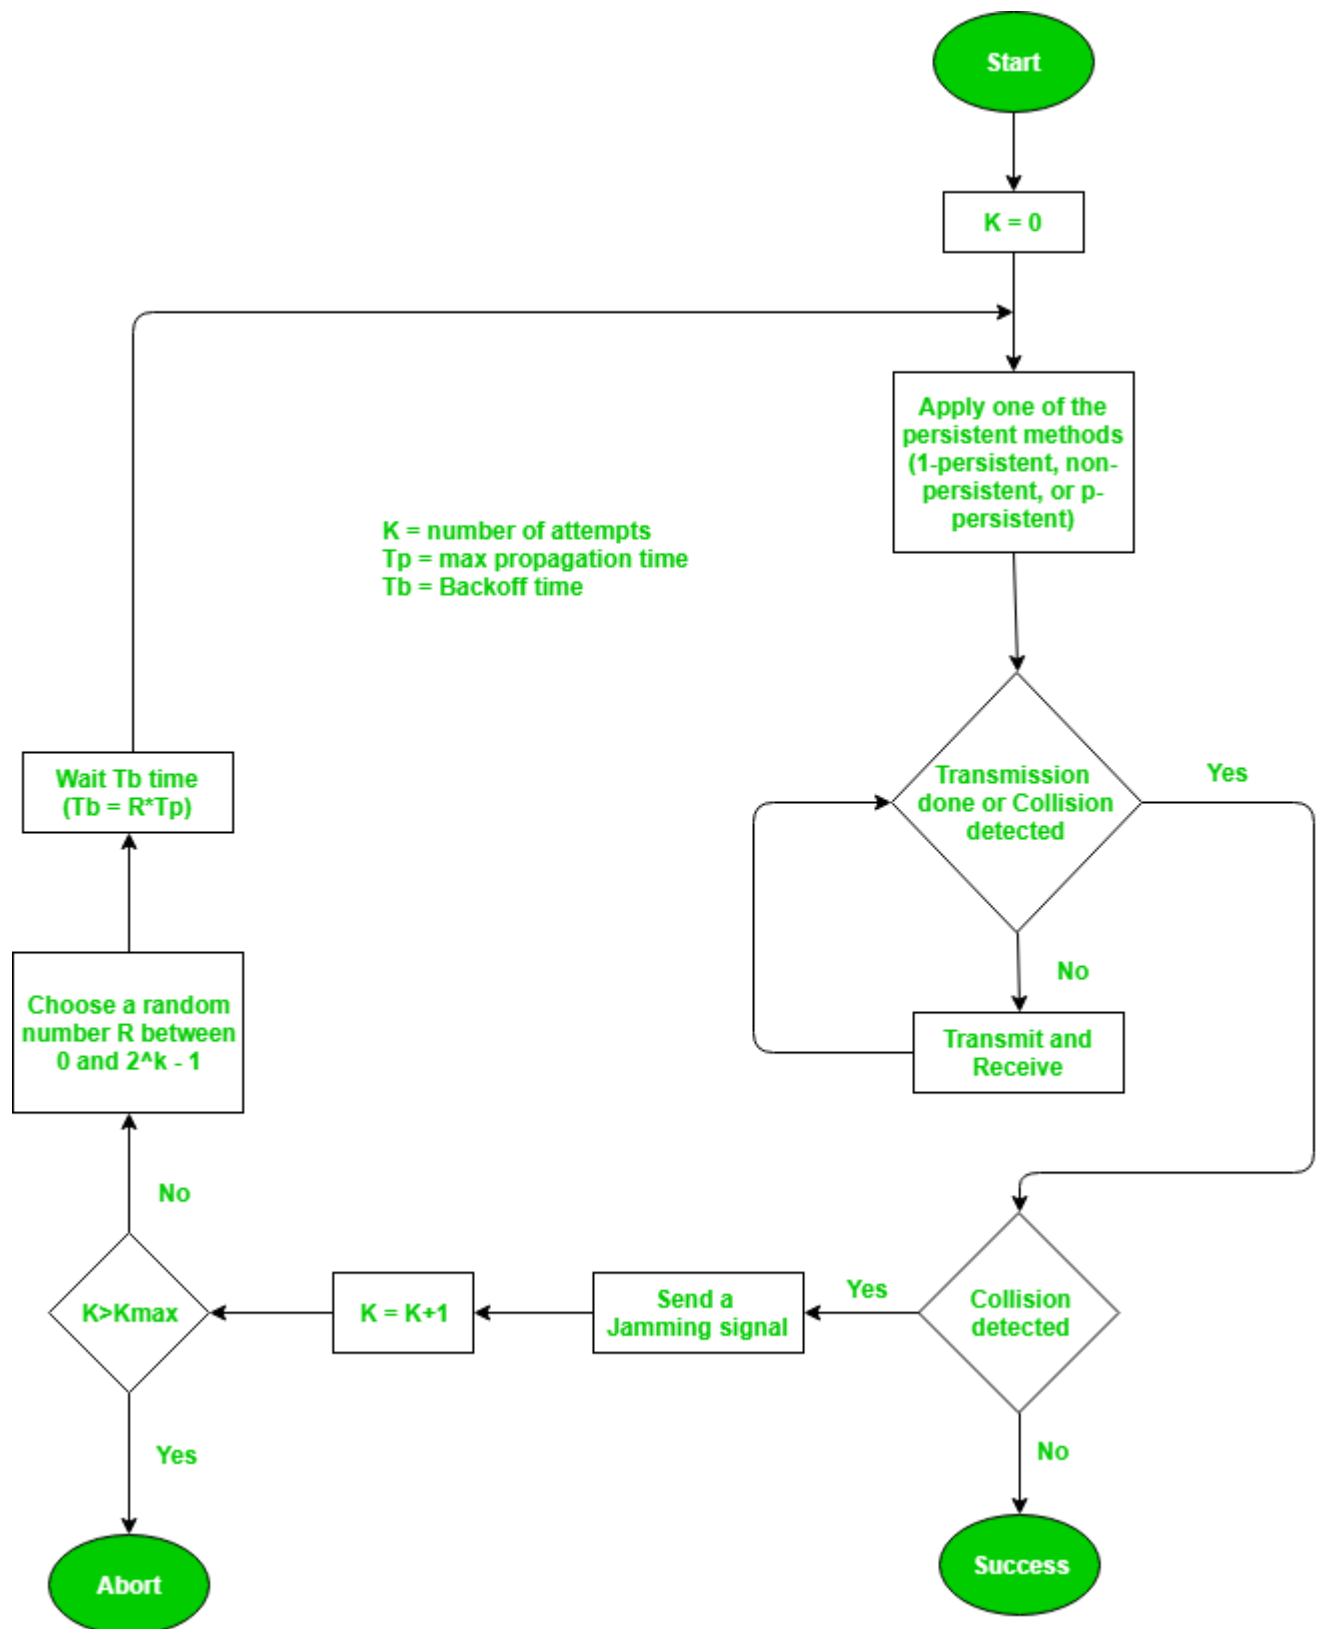 Start
K = 0
Apply one of the
persistent methods
(1-persistent, non-
persistent, or p-
persistent)
K = number of attempts
Tp = max propagation time
Tb = Backoff time
Transmission
done or Collision
detected
Yes
No
Transmit and
Receive
Wait Tb time
(Tb = R*Tp)
Choose a random
number R between
0 and 2^k - 1
No
K>Kmax
K = K+1
Send a
Jamming signal
Yes
Collision
detected
Yes
No
Abort
Success